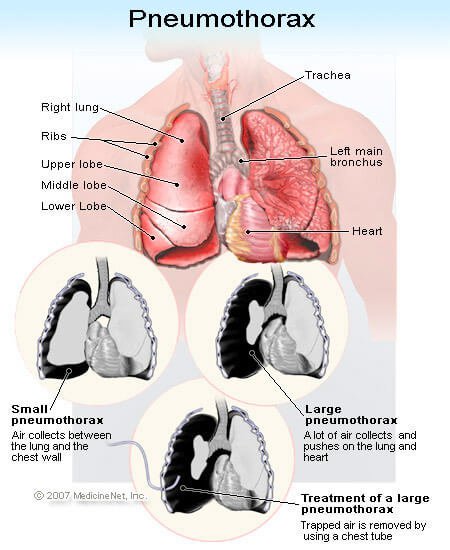 Pneumothorax
Trachea
Right lung
Ribs
Upper lobe
Middle lobe
Lower Lobe
Left main
bronchus
Heart
Small
pneumothorax
Air collects between
the lung and the
chest wall
Large
pneumothorax
A lot of air collects and
pushes on the lung and
heart
© 2007 MedicineNet, Inc.
Treatment of a large
pneumothorax
Trapped air is removed by
using a chest tube